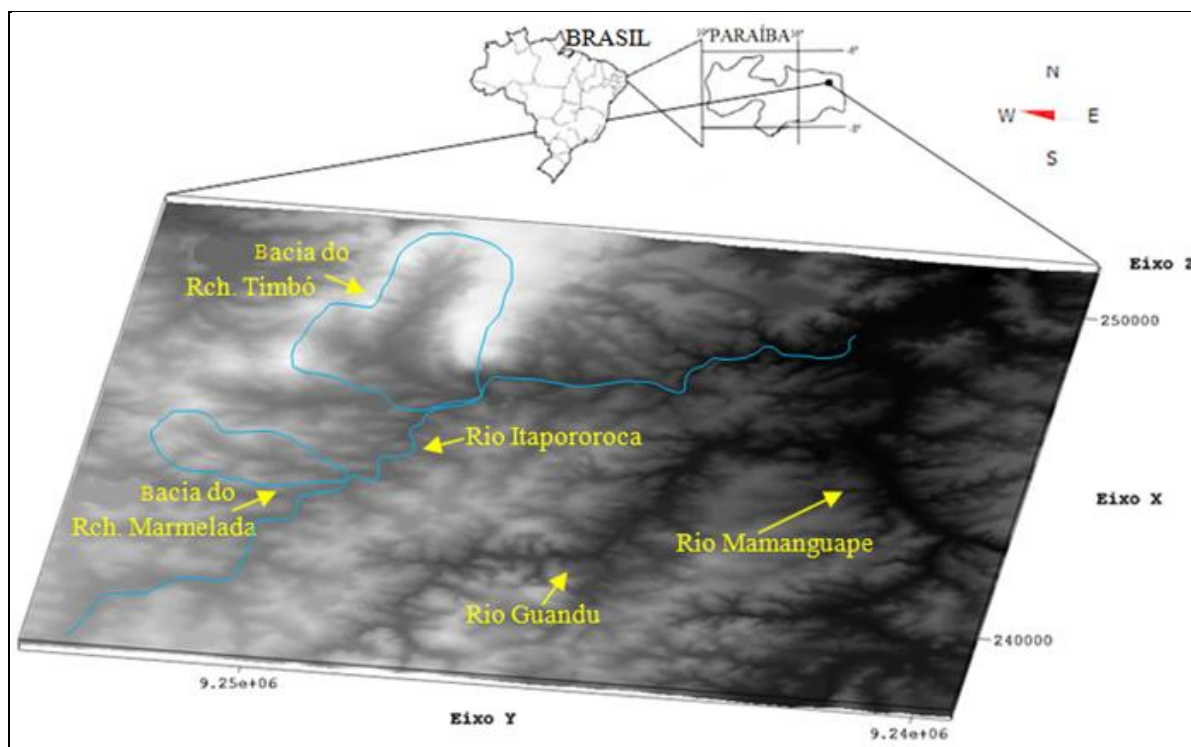 BRASIL
PARAÍBA
-8°
N
W
E
S
Bacia do
Rch. Timbó
Eixo Z
250000
Rio Itapororoca
Bacia do
Rch. Marmelada
Rio Mamanguape
Eixo X
Rio Guandu
240000
9.25e+06
Eixo Y
9.24e+06